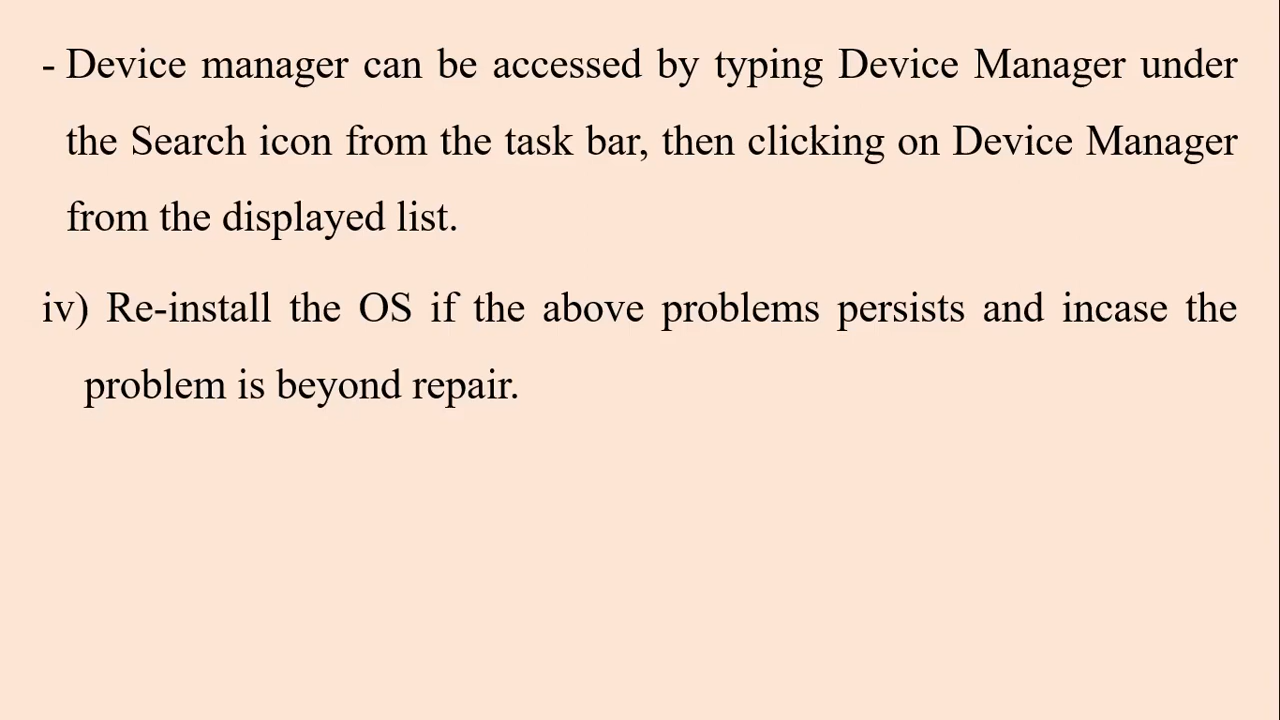 - Device manager can be accessed by typing Device Manager under
the Search icon from the task bar, then clicking on Device Manager
from the displayed list.
iv) Re-install the OS if the above problems persists and incase the
problem is beyond repair.